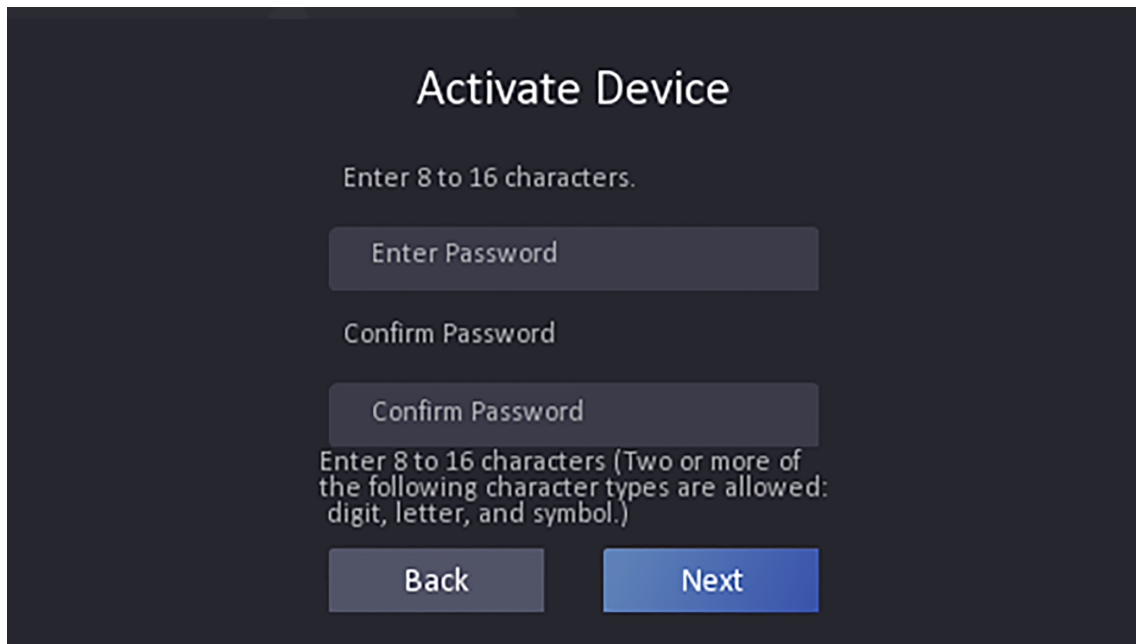 Activate Device
Enter 8 to 16 characters.
Enter Password
Confirm Password
Confirm Password
Enter 8 to 16 characters (Two or more of
the following character types are allowed:
digit, letter, and symbol.)
Back Next